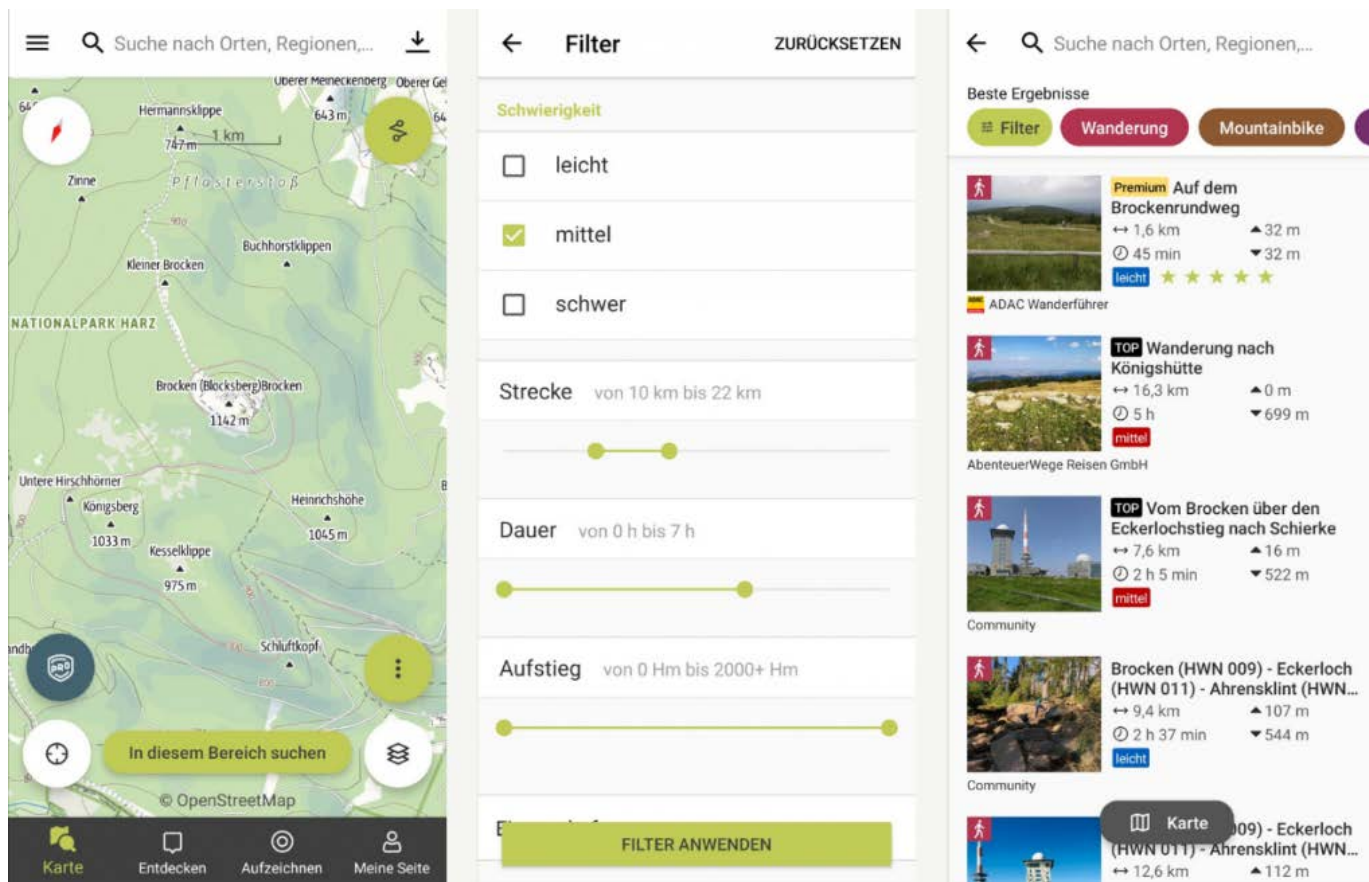 Suche nach Orten, Regionen,...
Oberer Meineckenberg
643 m
Hermannsklippe
747 m
1 km
Zinne
Pflasterstoß
900
Buchhorstklippen
Kleiner Brocken
NATIONALPARK HARZ
Brocken (Blocksberg)Brocken
1142 m
Untere Hirschhörner
Königsberg
1033 m
Heinrichshöhe
1045 m
Kesselklippe
975 m
Schluftkopf
PRO
In diesem Bereich suchen
© OpenStreetMap
Karte
Entdecken
Aufzeichnen
Meine Seite
Filter
ZURÜCKSETZEN
Schwierigkeit
leicht
mittel
schwer
Strecke von 10 km bis 22 km
Dauer von 0 h bis 7 h
Aufstieg von 0 Hm bis 2000+ Hm
FILTER ANWENDEN
Suche nach Orten, Regionen,...
Beste Ergebnisse
Filter
Wanderung
Mountainbike
Premium Auf dem
Brockenrundweg
1,6 km 32 m
45 min 32 m
leicht
ADAC Wanderführer
TOP Wanderung nach
Königshütte
16,3 km 0 m
5 h 699 m
mittel
AbenteuerWege Reisen GmbH
TOP Vom Brocken über den
Eckerlochstieg nach Schierke
7,6 km 16 m
2 h 5 min 522 m
mittel
Community
Brocken (HWN 009) - Eckerloch
(HWN 011) - Ahrensklint (HWN...
9,4 km 107 m
2 h 37 min 544 m
leicht
Community
Karte
009) - Eckerloch
(HWN 011) - Ahrensklint (HWN...
12,6 km 112 m